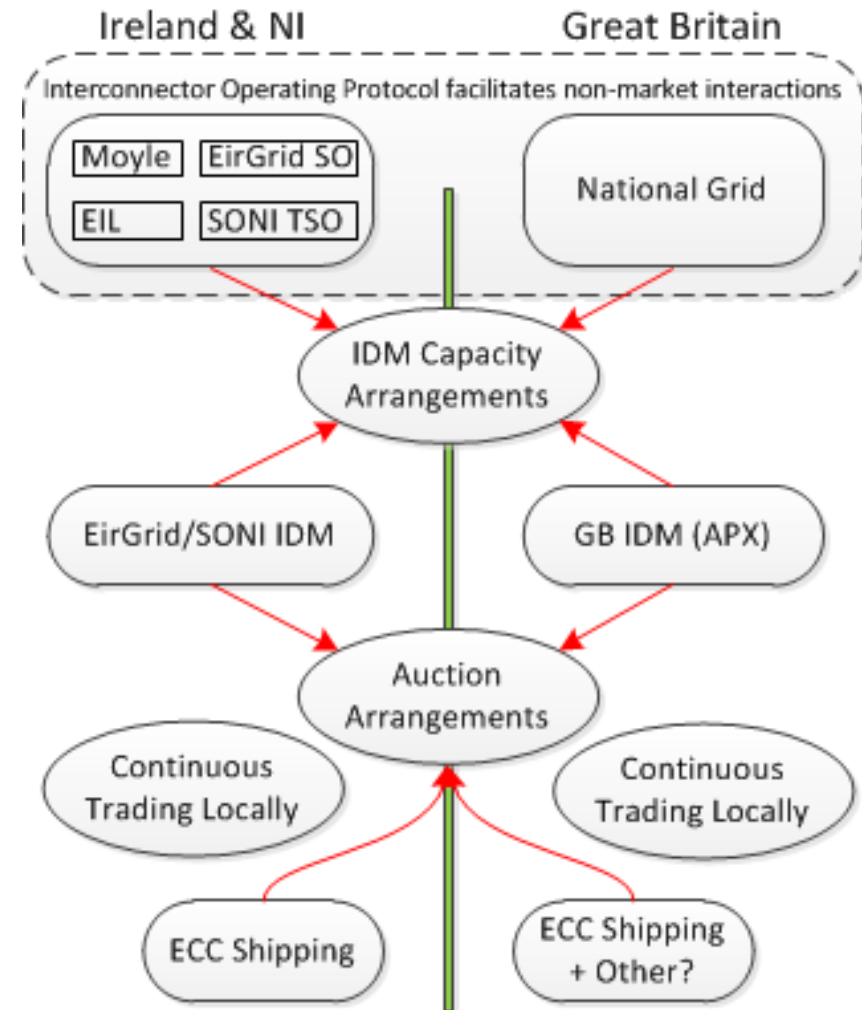 Ireland & NI
Great Britain
Interconnector Operating Protocol facilitates non-market interactions
Moyle
EirGrid SO
EIL
SONI TSO
National Grid
IDM Capacity
Arrangements
EirGrid/SONI IDM
GB IDM (APX)
Auction
Arrangements
Continuous
Trading Locally
Continuous
Trading Locally
ECC Shipping
ECC Shipping
+ Other?